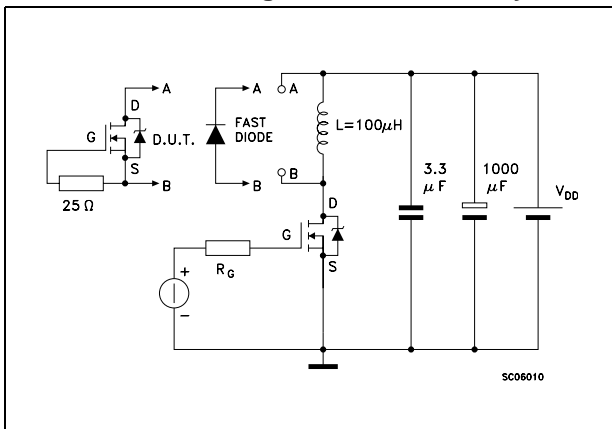 A
D
G
D.U.T.
S
B
25 Ω
A
FAST
DIODE
B
A
L=100μH
B
D
G
S
R_G
+
−
3.3
μF
1000
μF
V_DD
SC06010